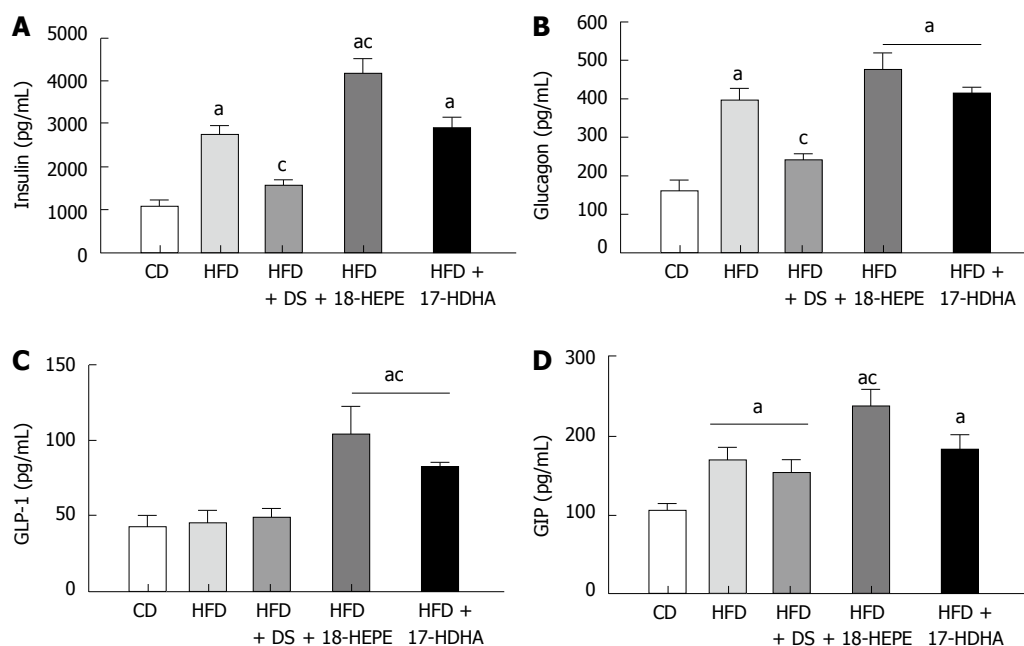 A
Insulin (pg/mL)
5000
4000
3000
2000
1000
0
a
c
ac
a
CD
HFD
HFD
HFD
HFD +
+ DS
+ 18-HEPE
17-HDHA
B
Glucagon (pg/mL)
600
500
400
300
200
100
0
a
c
a
CD
HFD
HFD
HFD
HFD +
+ DS
+ 18-HEPE
17-HDHA
C
GLP-1 (pg/mL)
150
100
50
0
ac
CD
HFD
HFD
HFD
HFD +
+ DS
+ 18-HEPE
17-HDHA
D
GIP (pg/mL)
300
200
200
100
0
a
ac
a
CD
HFD
HFD
HFD
HFD +
+ DS
+ 18-HEPE
17-HDHA